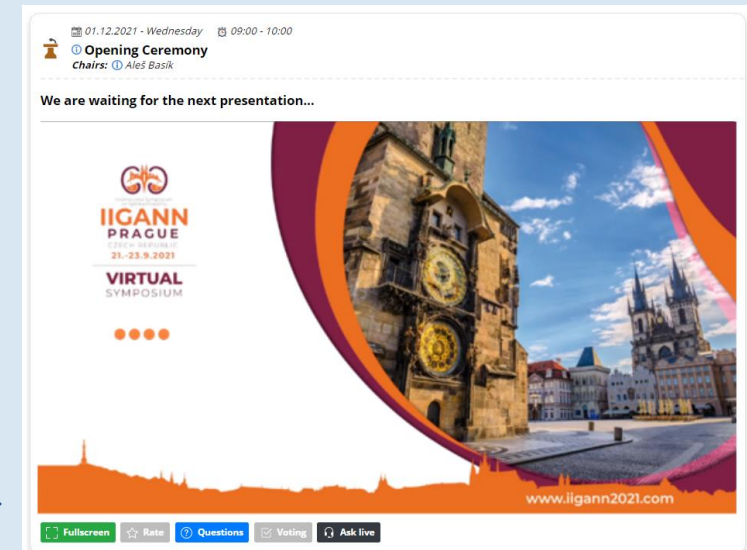 01.12.2021 - Wednesday 09:00 - 10:00
Opening Ceremony
Chairs: Aleš Basík
We are waiting for the next presentation...
IIGANN
PRAGUE
CZECH REPUBLIC
21.-23.9.2021
VIRTUAL
SYMPOSIUM
www.iigann2021.com
Fullscreen Rate Questions Voting Ask live